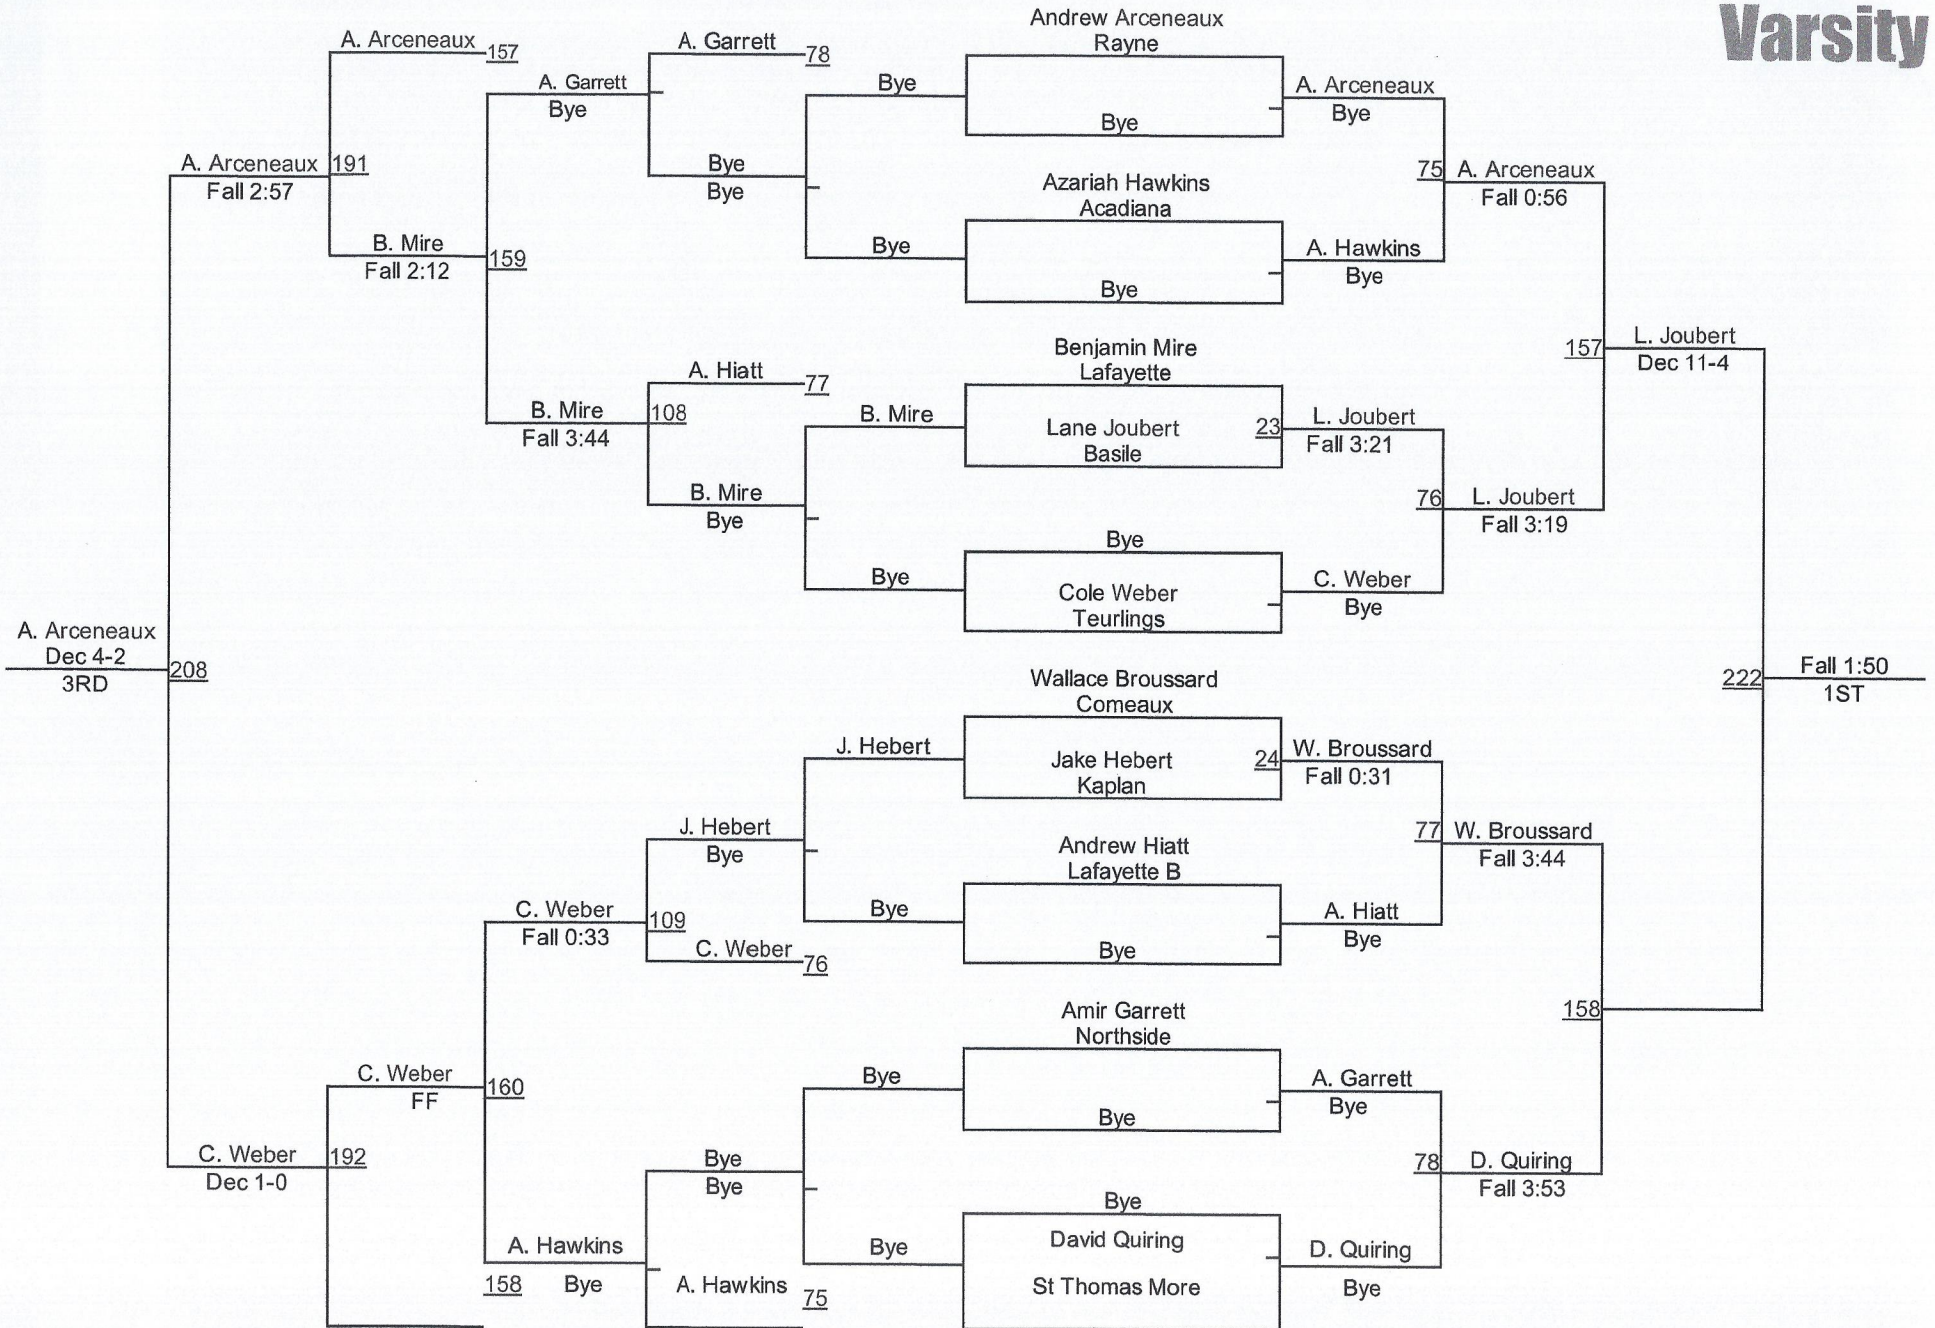 Varsity
Andrew Arceneaux
Rayne
A. Arceneaux
157
A. Garrett
78
A. Garrett
Bye
Bye
A. Arceneaux
Bye
Bye
A. Arceneaux
191
Fall 2:57
Bye
Bye
Azariah Hawkins
Acadiana
75
A. Arceneaux
Fall 0:56
B. Mire
Fall 2:12
159
Bye
A. Hawkins
Bye
Bye
Benjamin Mire
Lafayette
157
L. Joubert
Dec 11-4
A. Hiatt
77
B. Mire
Fall 3:44
108
B. Mire
Lane Joubert
Basile
23
L. Joubert
Fall 3:21
B. Mire
Bye
76
L. Joubert
Fall 3:19
Bye
Bye
Cole Weber
Teurlings
C. Weber
Bye
A. Arceneaux
Dec 4-2
3RD
208
Wallace Broussard
Comeaux
222
Fall 1:50
1ST
J. Hebert
Jake Hebert
Kaplan
24
W. Broussard
Fall 0:31
J. Hebert
Bye
Andrew Hiatt
Lafayette B
77
W. Broussard
Fall 3:44
C. Weber
Fall 0:33
109
Bye
Bye
A. Hiatt
Bye
C. Weber
76
Amir Garrett
Northside
158
C. Weber
FF
160
Bye
Bye
A. Garrett
Bye
C. Weber
Dec 1-0
192
Bye
Bye
78
D. Quiring
Fall 3:53
Bye
A. Hawkins
Bye
158
Bye
David Quiring
St Thomas More
D. Quiring
Bye
A. Hawkins
75